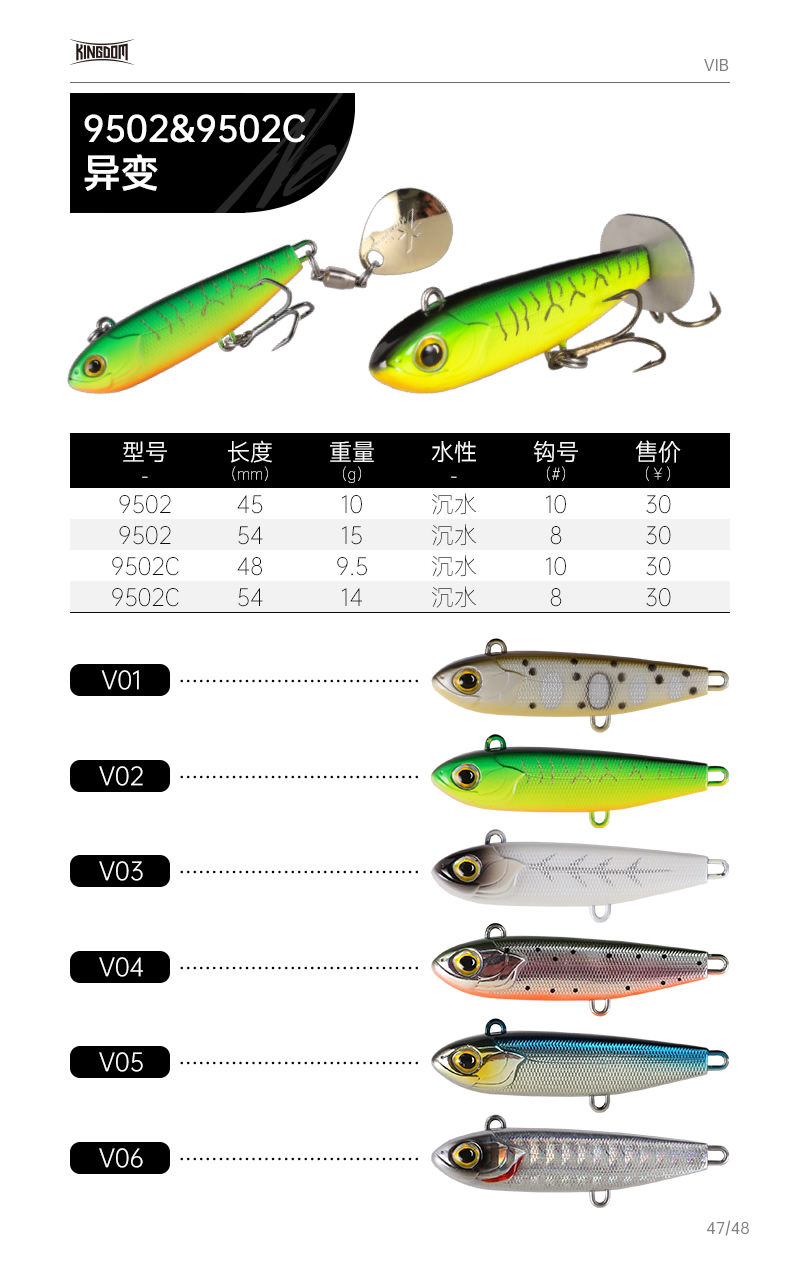 KINGDOM
VIB
9502&9502C
异变
型号 长度 重量 水性 钩号 售价
- (mm) (g) - (#) (￥)
9502 45 10 沉水 10 30
9502 54 15 沉水 8 30
9502C 48 9.5 沉水 10 30
9502C 54 14 沉水 8 30
V01
V02
V03
V04
V05
V06
47/48